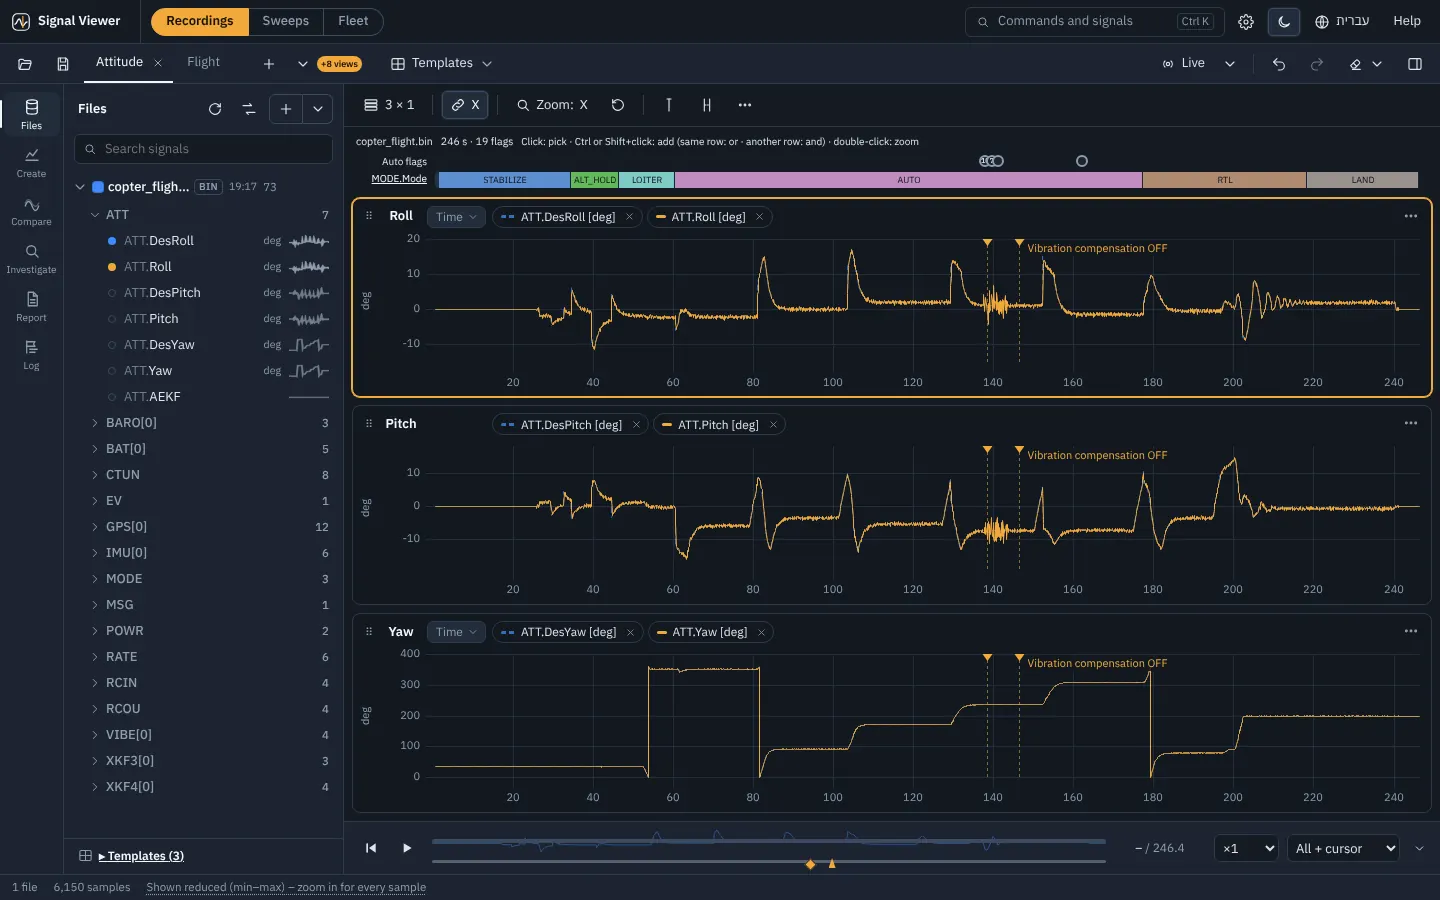 Signal Viewer
Recordings Sweeps Fleet
Commands and signals Ctrl K
עברית
Help
Attitude Flight
+8 views
Templates
Live
Files
Create
Compare
Investigate
Report
Log
Files
Search signals
copter_fligh... BIN 19:17 73
ATT 7
ATT.DesRoll deg
ATT.Roll deg
ATT.DesPitch deg
ATT.Pitch deg
ATT.DesYaw deg
ATT.Yaw deg
ATT.AEKF
BARO[0] 3
BAT[0] 5
CTUN 8
EV 1
GPS[0] 12
IMU[0] 6
MODE 3
MSG 1
POWR 2
RATE 6
RCIN 4
RCOU 4
VIBE[0] 4
XKF3[0] 3
XKF4[0] 4
▸ Templates (3)
3 × 1 X Zoom: X
copter_flight.bin 246 s · 19 flags Click: pick · Ctrl or Shift+click: add (same row: or · another row: and) · double-click: zoom
Auto flags
MODE.Mode STABILIZE ALT_HOLD LOITER AUTO RTL LAND
Roll Time ATT.DesRoll [deg] ATT.Roll [deg]
Vibration compensation OFF
deg
20
10
0
-10
20 40 60 80 100 120 140 160 180 200 220 240
Pitch ATT.DesPitch [deg] ATT.Pitch [deg]
Vibration compensation OFF
deg
10
0
-10
20 40 60 80 100 120 140 160 180 200 220 240
Yaw Time ATT.DesYaw [deg] ATT.Yaw [deg]
Vibration compensation OFF
deg
400
300
200
100
0
20 40 60 80 100 120 140 160 180 200 220 240
– / 246.4 ×1 All + cursor
1 file 6,150 samples Shown reduced (min–max) – zoom in for every sample